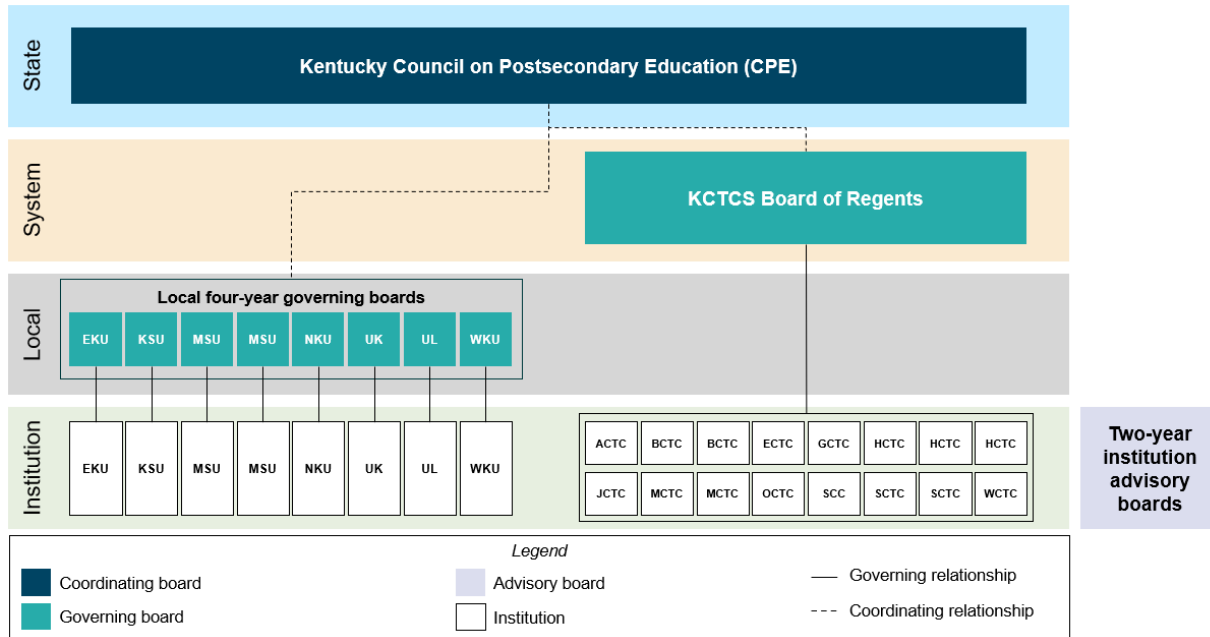 State
Kentucky Council on Postsecondary Education (CPE)
System
KCTCS Board of Regents
Local
Local four-year governing boards
EKU KSU MSU MSU NKU UK UL WKU
Institution
EKU KSU MSU MSU NKU UK UL WKU
ACTC BCTC BCTC ECTC GCTC HCTC HCTC HCTC
JCTC MCTC MCTC OCTC SCC SCTC SCTC WCTC
Two-year
institution
advisory
boards
Legend
Coordinating board
Advisory board
Governing relationship
Governing board
Institution
Coordinating relationship